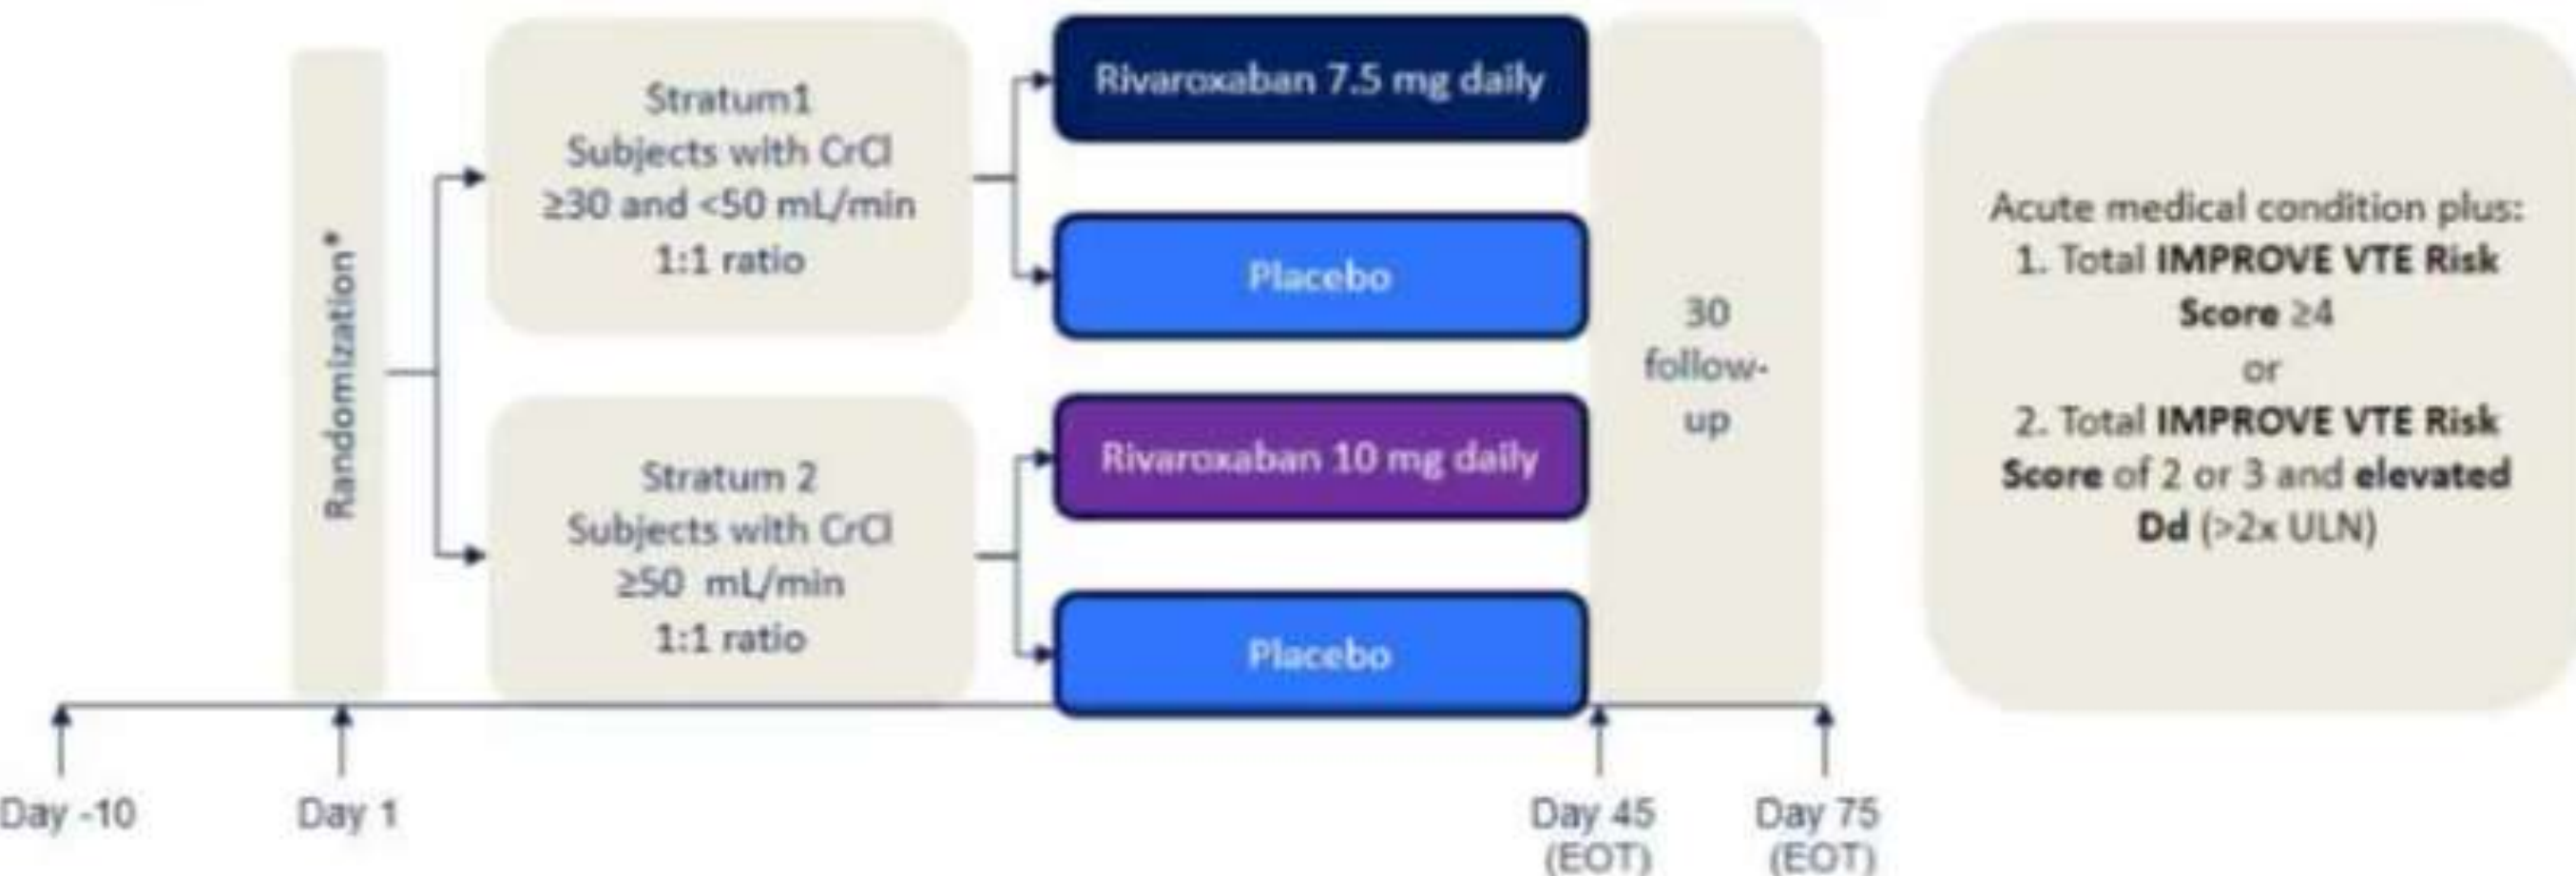 Randomization*
Stratum1
Subjects with CrCl
≥30 and <50 mL/min
1:1 ratio
Stratum 2
Subjects with CrCl
≥50 mL/min
1:1 ratio
Rivaroxaban 7.5 mg daily
Placebo
Rivaroxaban 10 mg daily
Placebo
30
follow-
up
Acute medical condition plus:
1. Total IMPROVE VTE Risk
Score ≥4
or
2. Total IMPROVE VTE Risk
Score of 2 or 3 and elevated
Dd (>2x ULN)
Day -10
Day 1
Day 45
(EOT)
Day 75
(EOT)